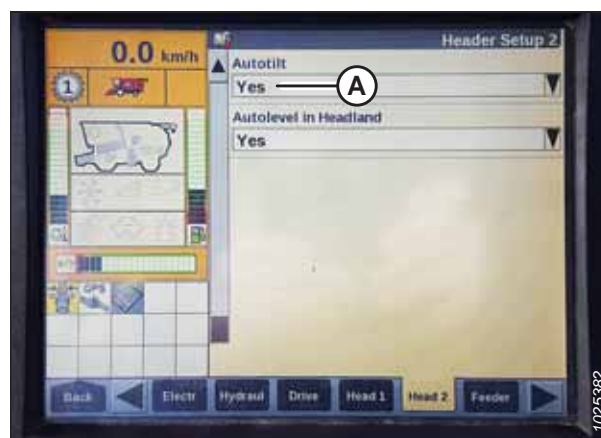 0.0 km/h
Header Setup 2
Autotilt
Yes
A
1
Autolevel in Headland
Yes
Back
Electr
Hydraul
Drive
Head 1
Head 2
Feeder
1025382